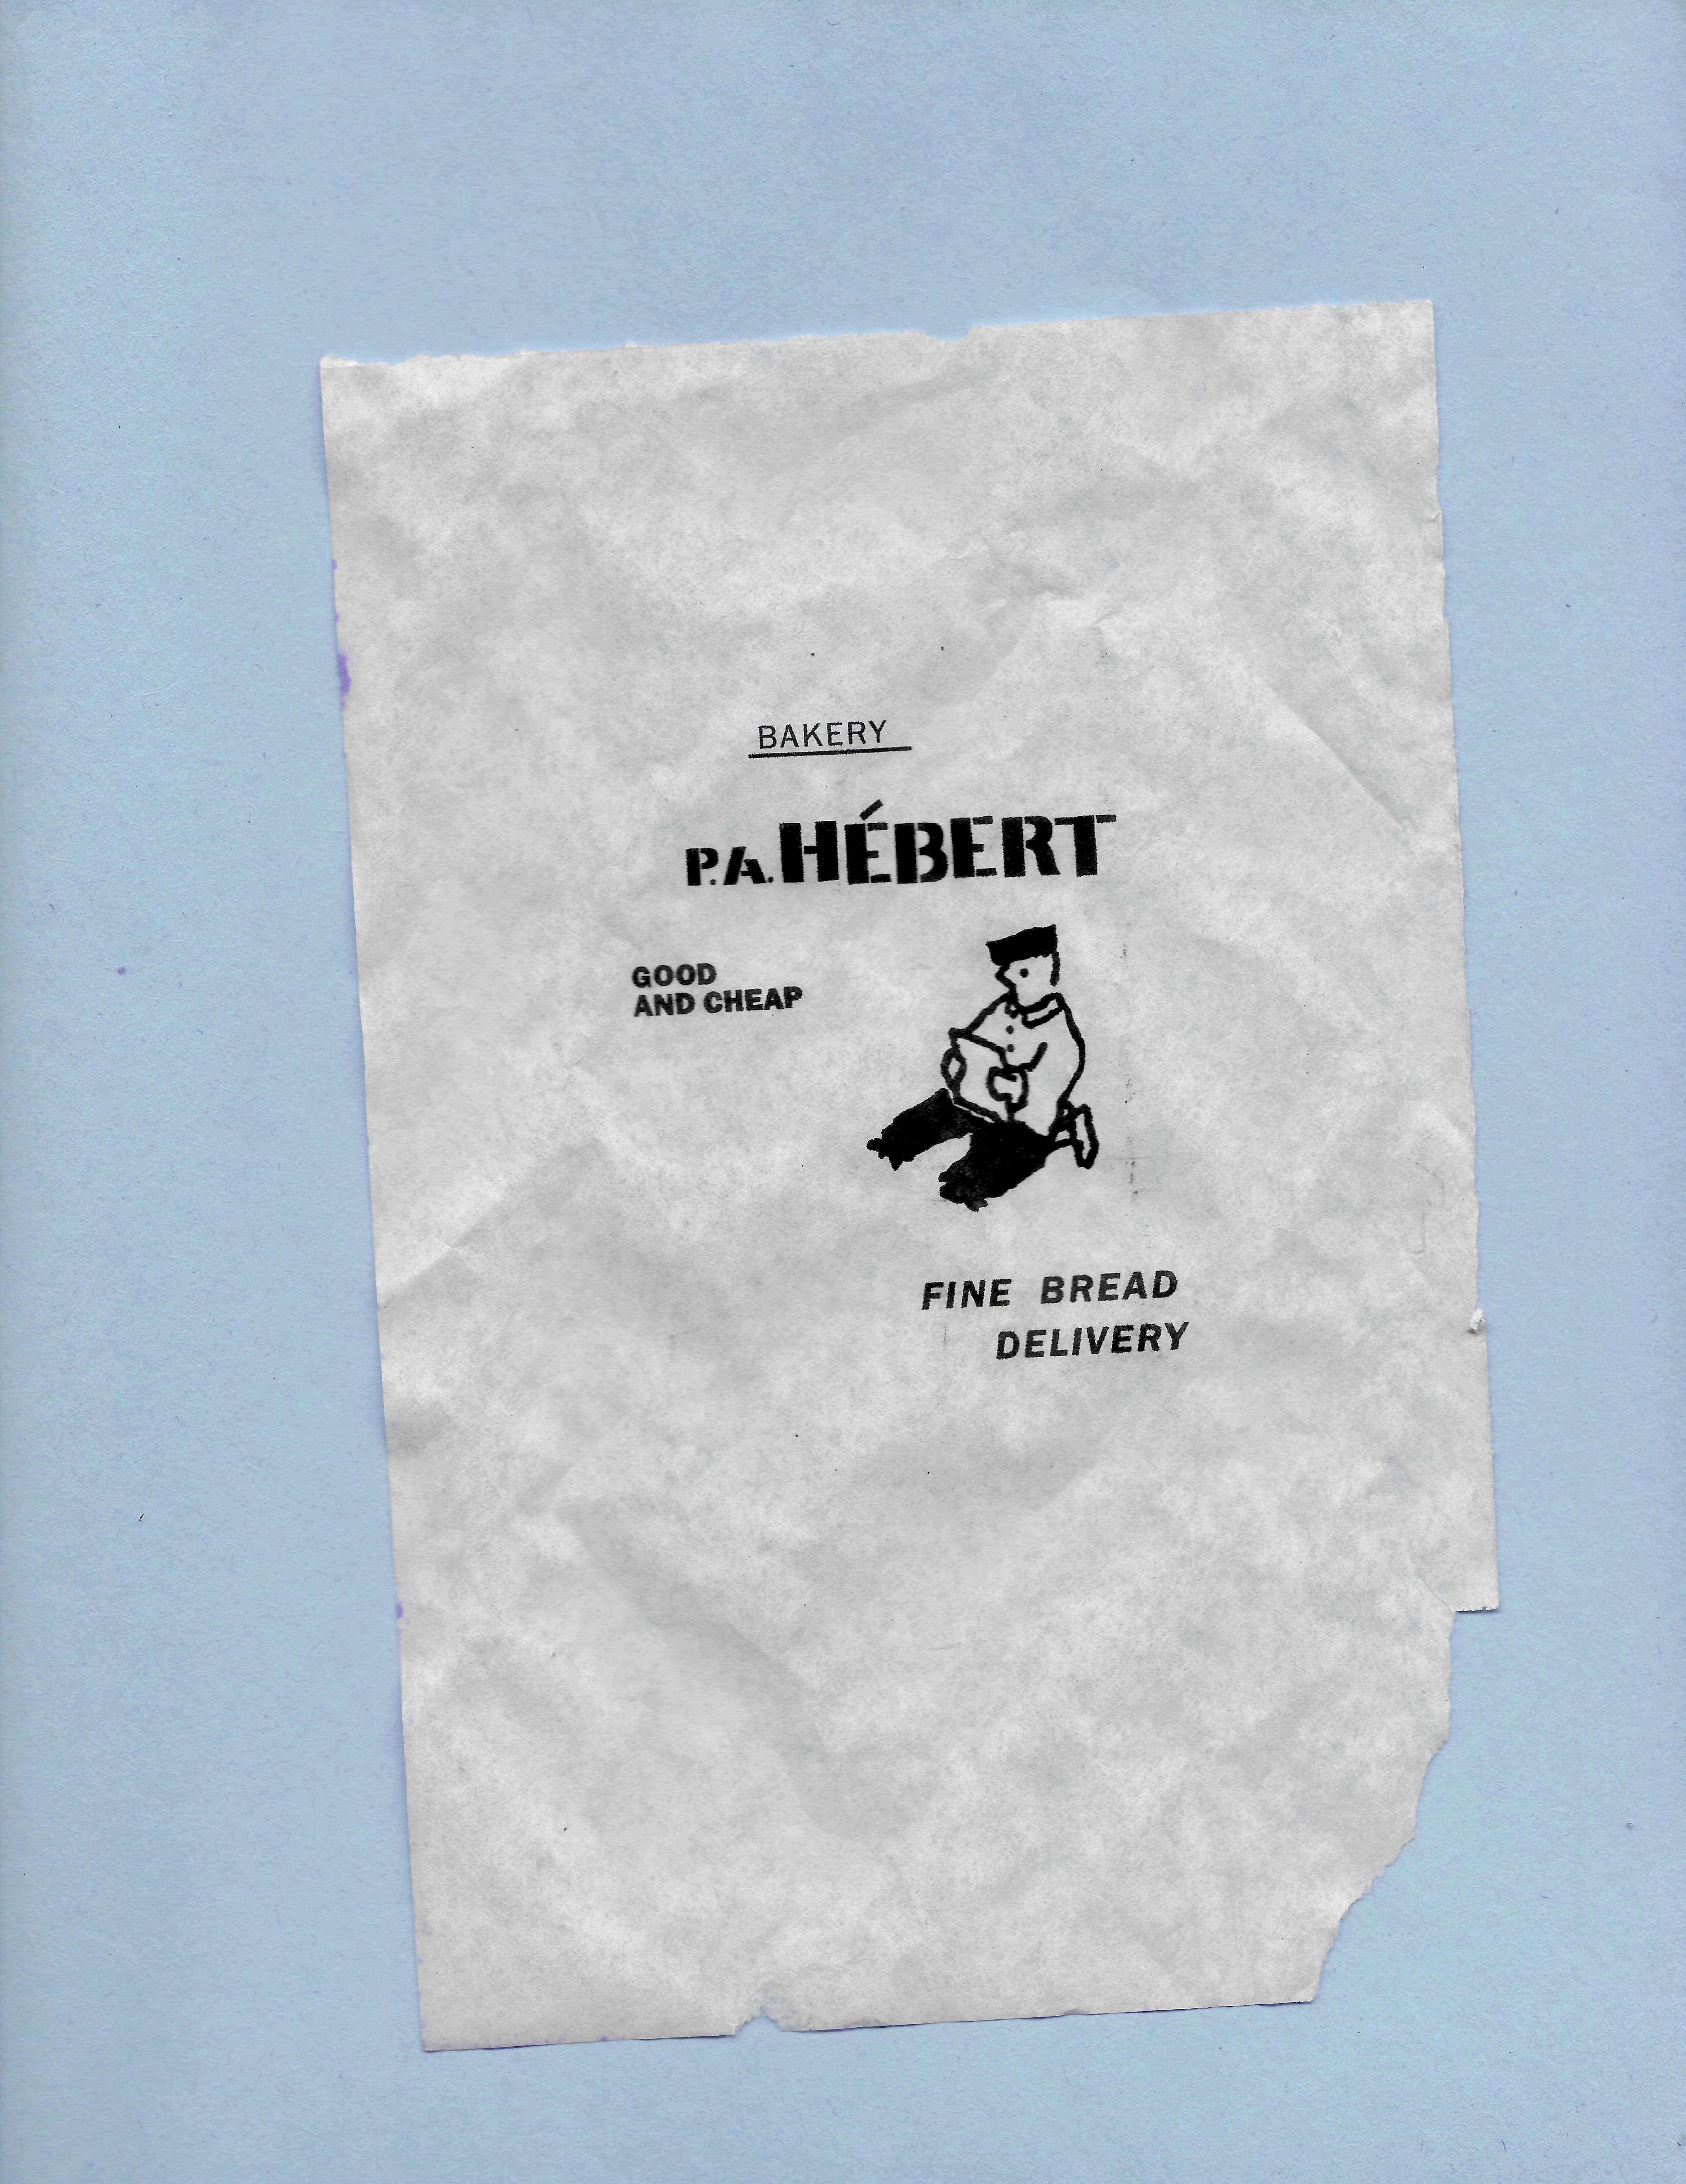 BAKERY
P.A. HÉBERT
GOOD
AND CHEAP
FINE BREAD
DELIVERY